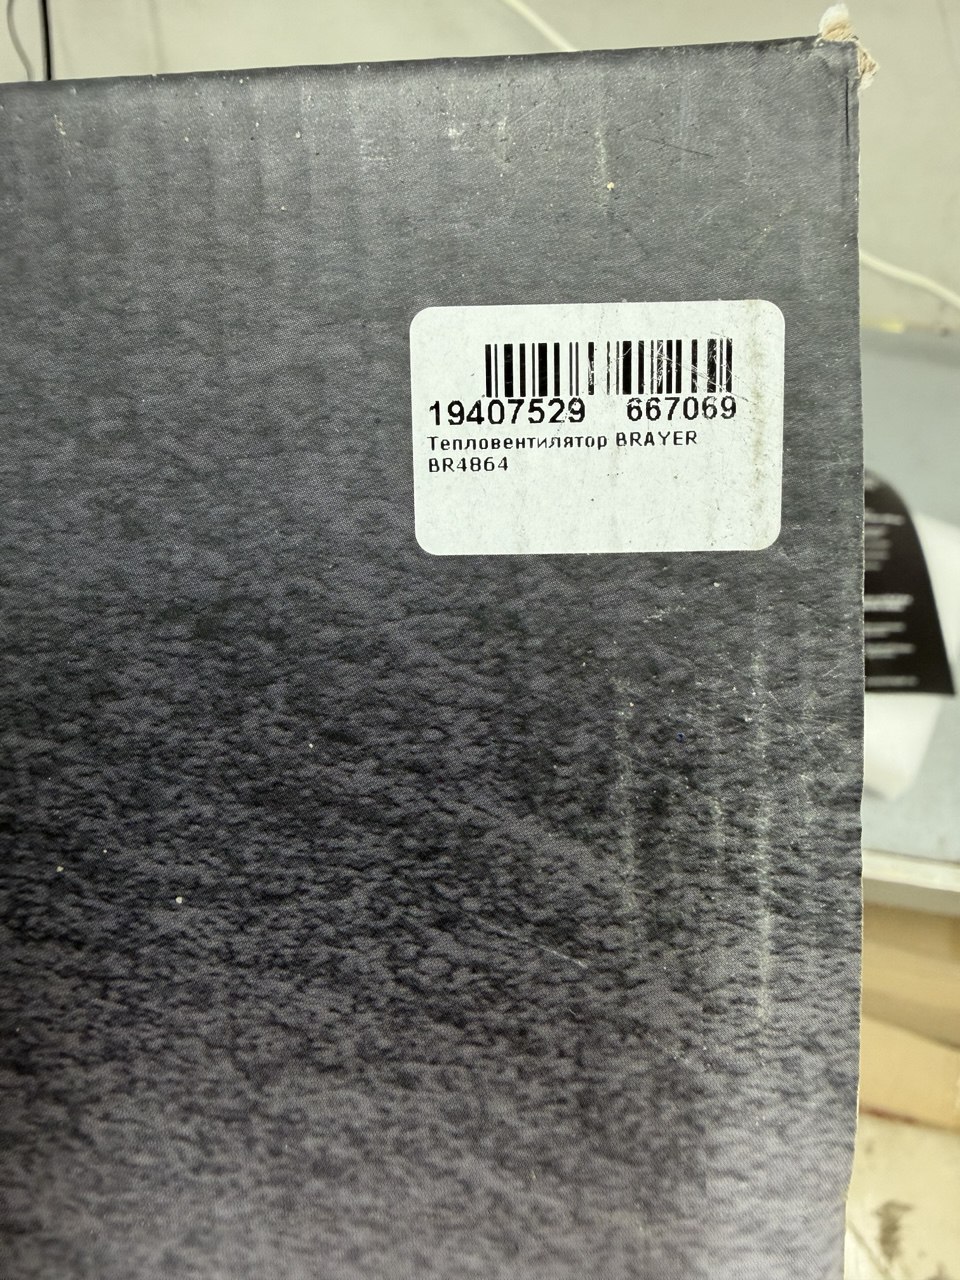 19407529 667069
Тепловентилятор BRAYER
BR4864